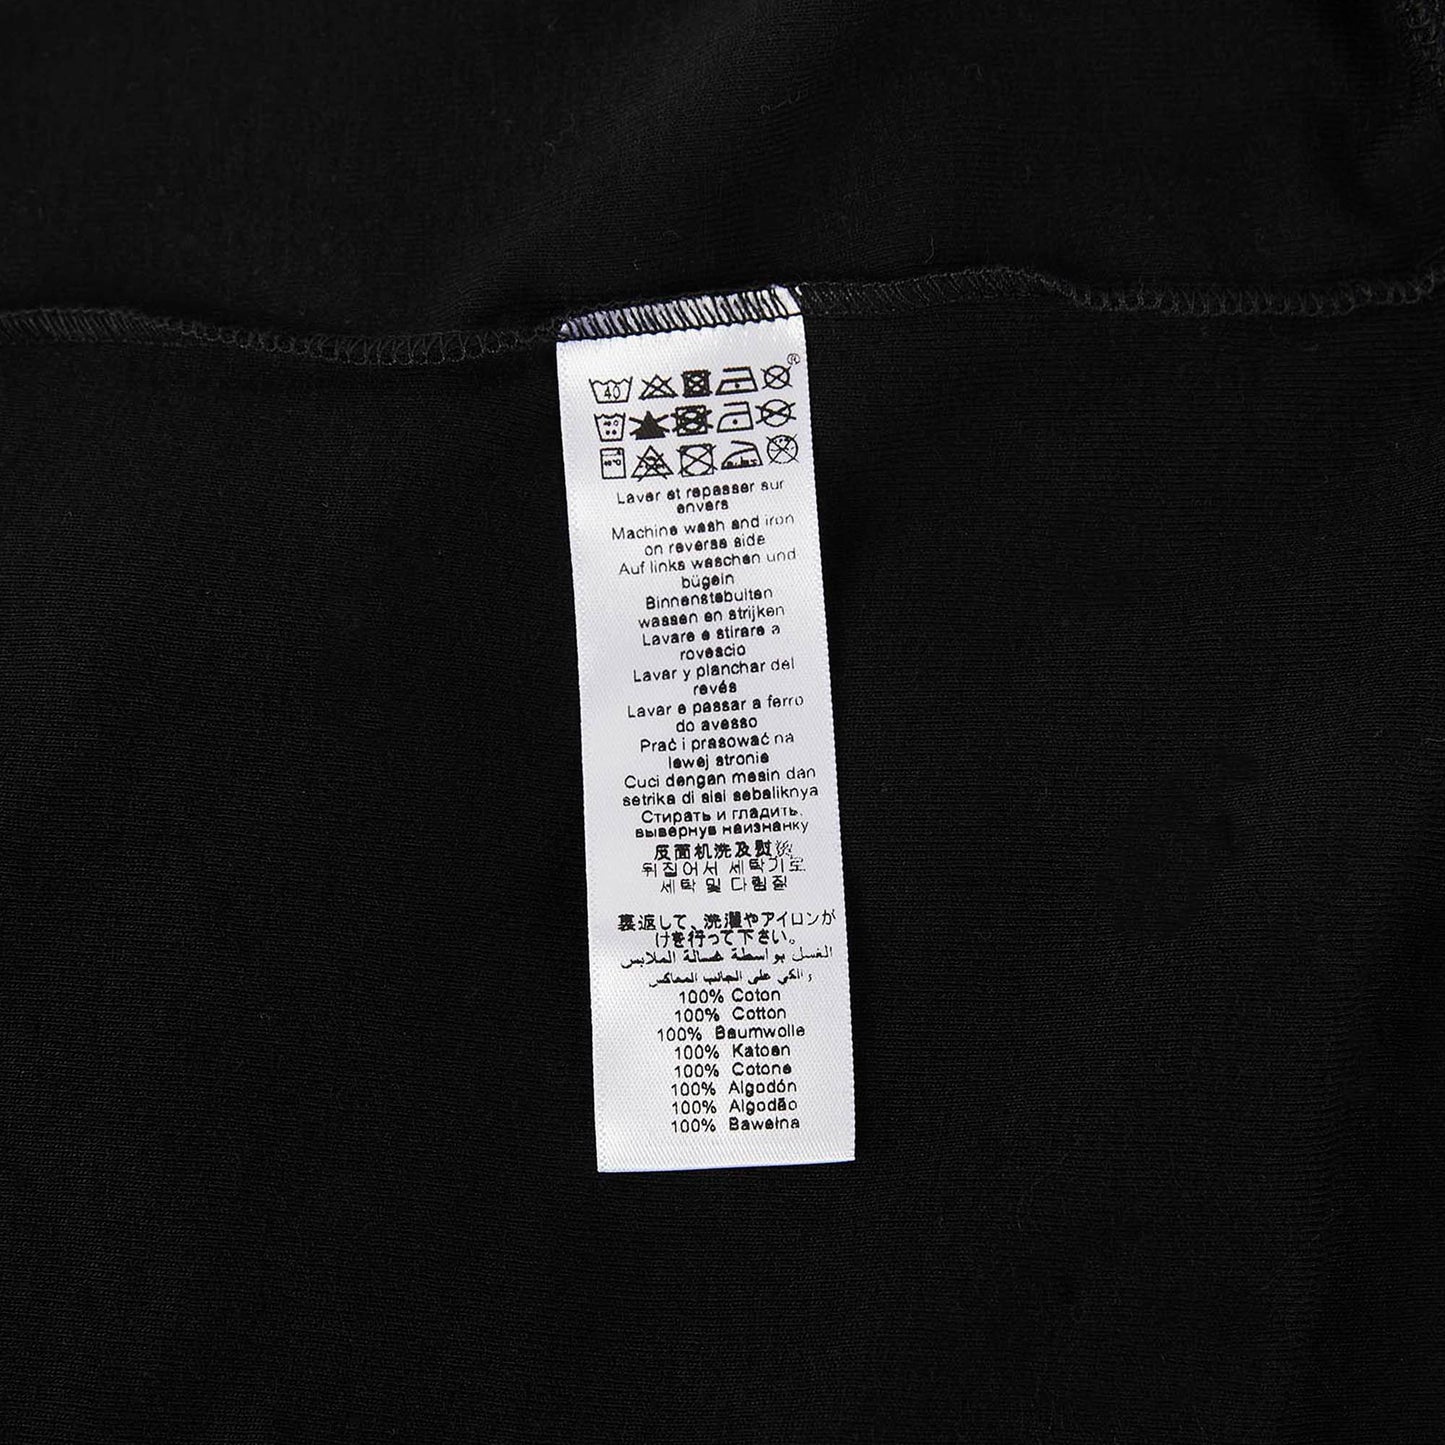 ®
40
Laver et repasser sur
envers
Machine wash and iron
on reverse side
Auf links waschen und
bügeln
Binnenstebuiten
wassen en strijken
Lavare e stirare a
rovescio
Lavar y planchar del
revés
Lavar e passar a ferro
do avesso
Prać i prasować na
lewej stronie
Cuci dengan mesin dan
setrika di sisi sebaliknya
Стирать и гладить,
вывернув наизнанку
反面机洗及熨烫
뒤집어서 세탁기로
세탁 및 다림질
裏返して、洗濯やアイロンが
けを行って下さい。
الغسل بواسطة غسالة الملابس
والكي على الجانب المعاكس
100% Coton
100% Cotton
100% Baumwolle
100% Katoen
100% Cotone
100% Algodón
100% Algodão
100% Bawełna